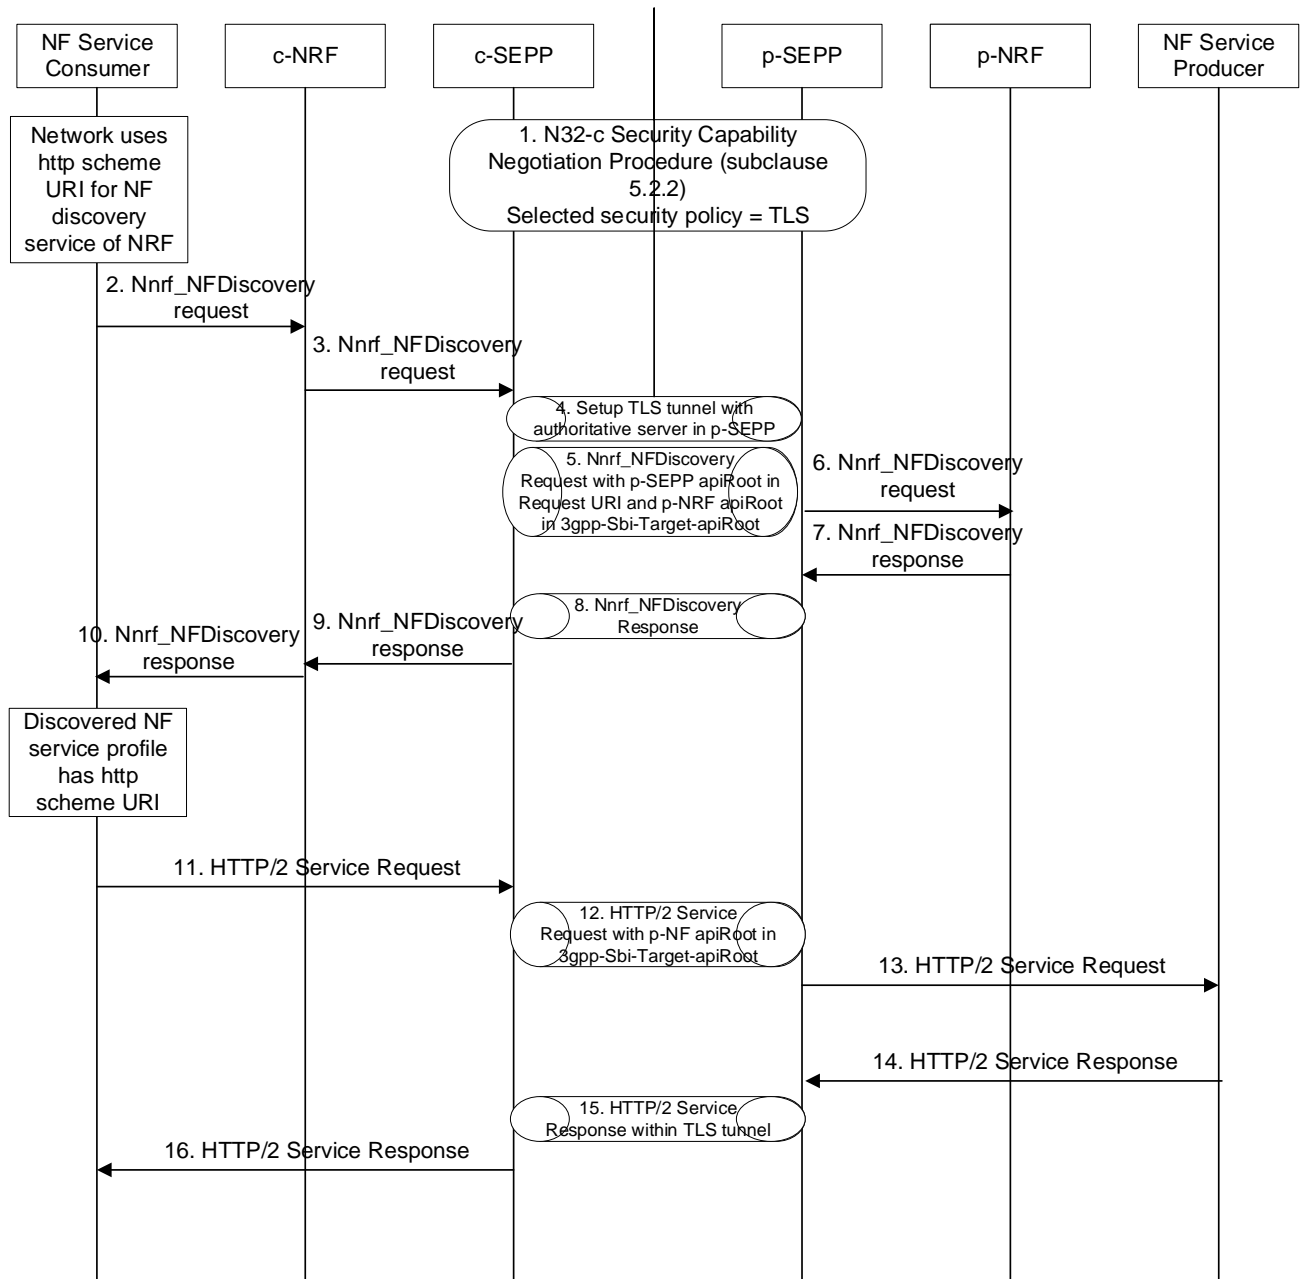 NF Service
Consumer
c-NRF
c-SEPP
p-SEPP
p-NRF
NF Service
Producer
Network uses
http scheme
URI for NF
discovery
service of NRF
1. N32-c Security Capability
Negotiation Procedure (subclause
5.2.2)
Selected security policy = TLS
2. Nnrf_NFDiscovery
request
3. Nnrf_NFDiscovery
request
4. Setup TLS tunnel with
authoritative server in p-SEPP
5. Nnrf_NFDiscovery
Request with p-SEPP apiRoot in
Request URI and p-NRF apiRoot
in 3gpp-Sbi-Target-apiRoot
6. Nnrf_NFDiscovery
request
7. Nnrf_NFDiscovery
response
8. Nnrf_NFDiscovery
Response
9. Nnrf_NFDiscovery
response
10. Nnrf_NFDiscovery
response
Discovered NF
service profile
has http
scheme URI
11. HTTP/2 Service Request
12. HTTP/2 Service
Request with p-NF apiRoot in
3gpp-Sbi-Target-apiRoot
13. HTTP/2 Service Request
14. HTTP/2 Service Response
15. HTTP/2 Service
Response within TLS tunnel
16. HTTP/2 Service Response